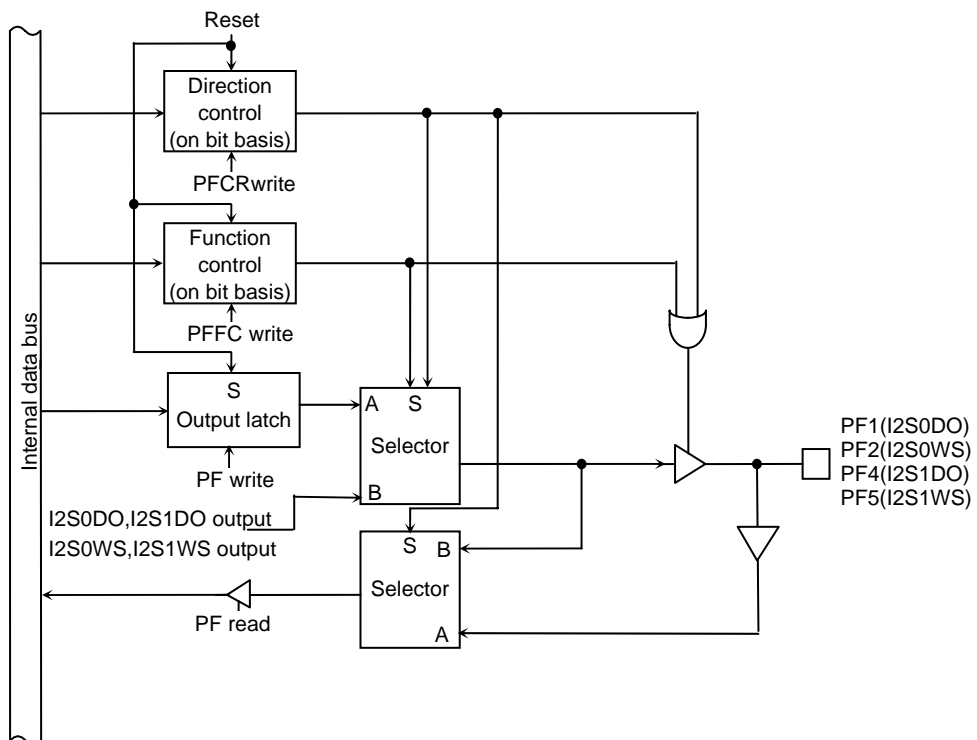 Reset
Direction
control
(on bit basis)
PFCRwrite
Function
control
(on bit basis)
PFFC write
Internal data bus
S
Output latch
PF write
A S
Selector
B
I2S0DO,I2S1DO output
I2S0WS,I2S1WS output
PF1(I2S0DO)
PF2(I2S0WS)
PF4(I2S1DO)
PF5(I2S1WS)
S B
Selector
A
PF read